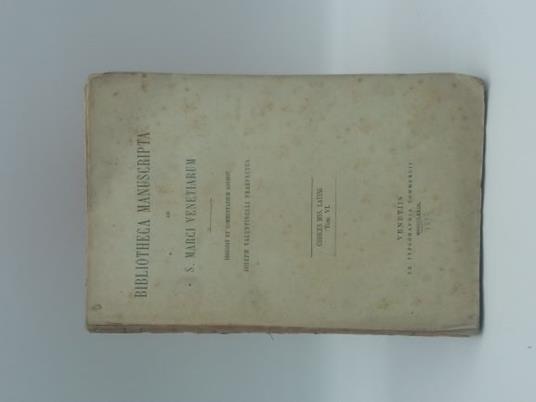 BIBLIOTHECA MANUSCRIPTA
AD
S. MARCI VENETIARUM
DIGESSIT ET COMMENTARIUM ADDIDIT
JOSEPH VALENTINELLI PRAEFECTUS
CODICES MSS. LATINI
Tom. VI.
VENETIIS
EX TYPOGRAPHIA COMMERCII